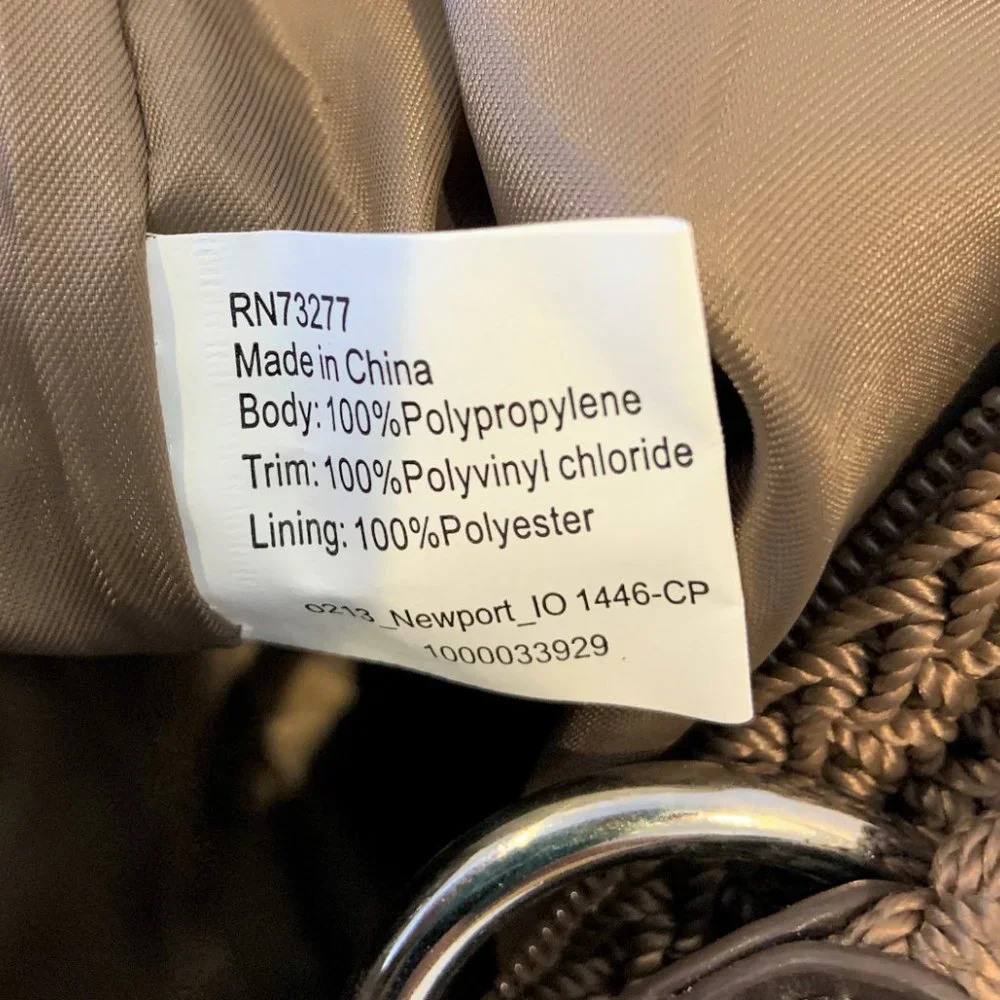 RN73277
Made in China
Body: 100%Polypropylene
Trim: 100%Polyvinyl chloride
Lining: 100%Polyester
0213_Newport_IO 1446-CP
1000033929